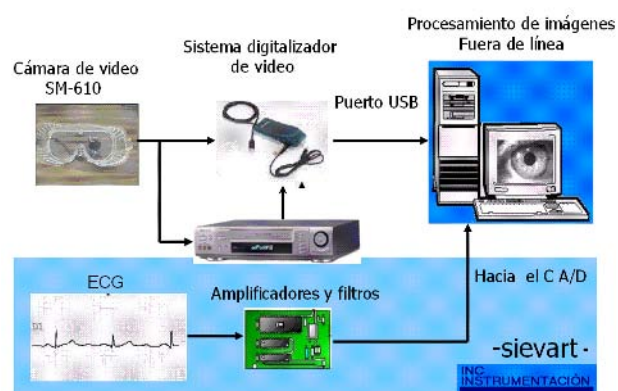 Procesamiento de imágenes
Fuera de línea
Sistema digitalizador
de video
Cámara de video
SM-610
Puerto USB
Hacia el C A/D
ECG
Amplificadores y filtros
D1
-sievart-
INC
INSTRUMENTACIÓN